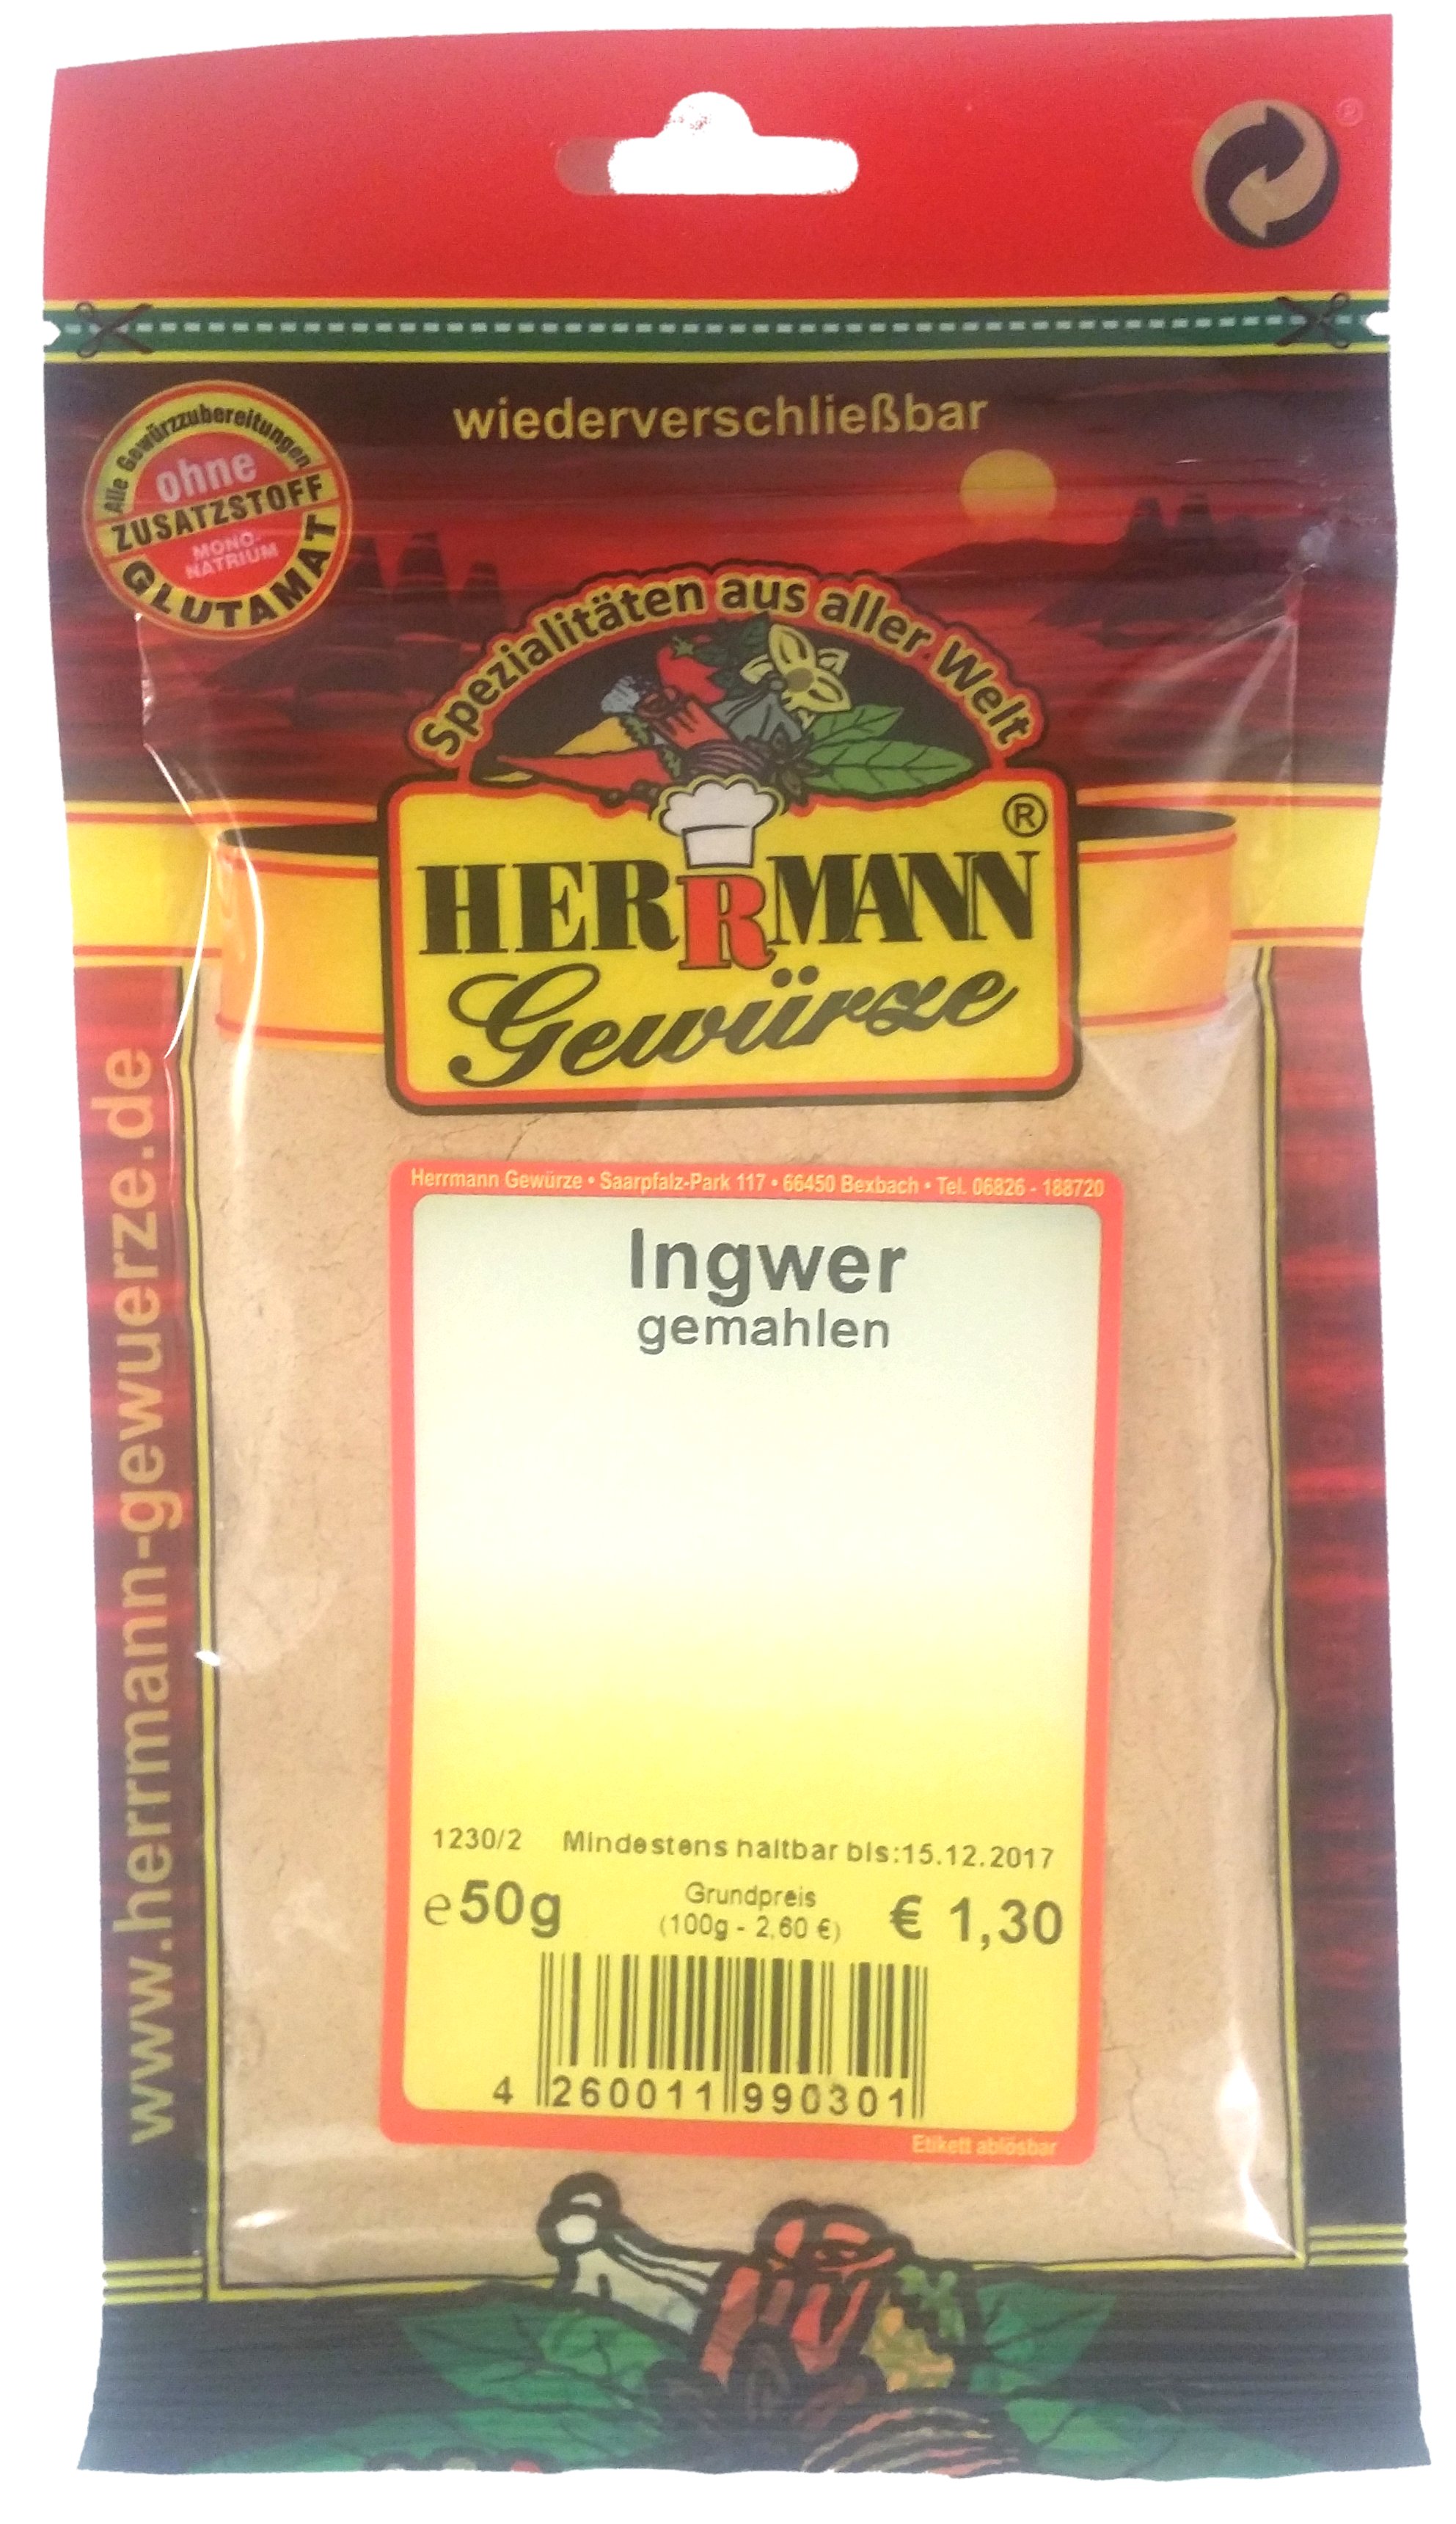 ®
wiederverschließbar
Alle Gewürzzubereitungen
ohne
ZUSATZSTOFF
MONO-
NATRIUM
GLUTAMAT
Spezialitäten aus aller Welt
®
HERRMANN
Gewürze
www.herrmann-gewuerze.de
Herrmann Gewürze • Saarpfalz-Park 117 • 66450 Bexbach • Tel. 06826 - 188720
Ingwer
gemahlen
1230/2 Mindestens haltbar bis:15.12.2017
e50g Grundpreis € 1,30
(100g - 2,60 €)
4 260011 990301
Etikett ablösbar